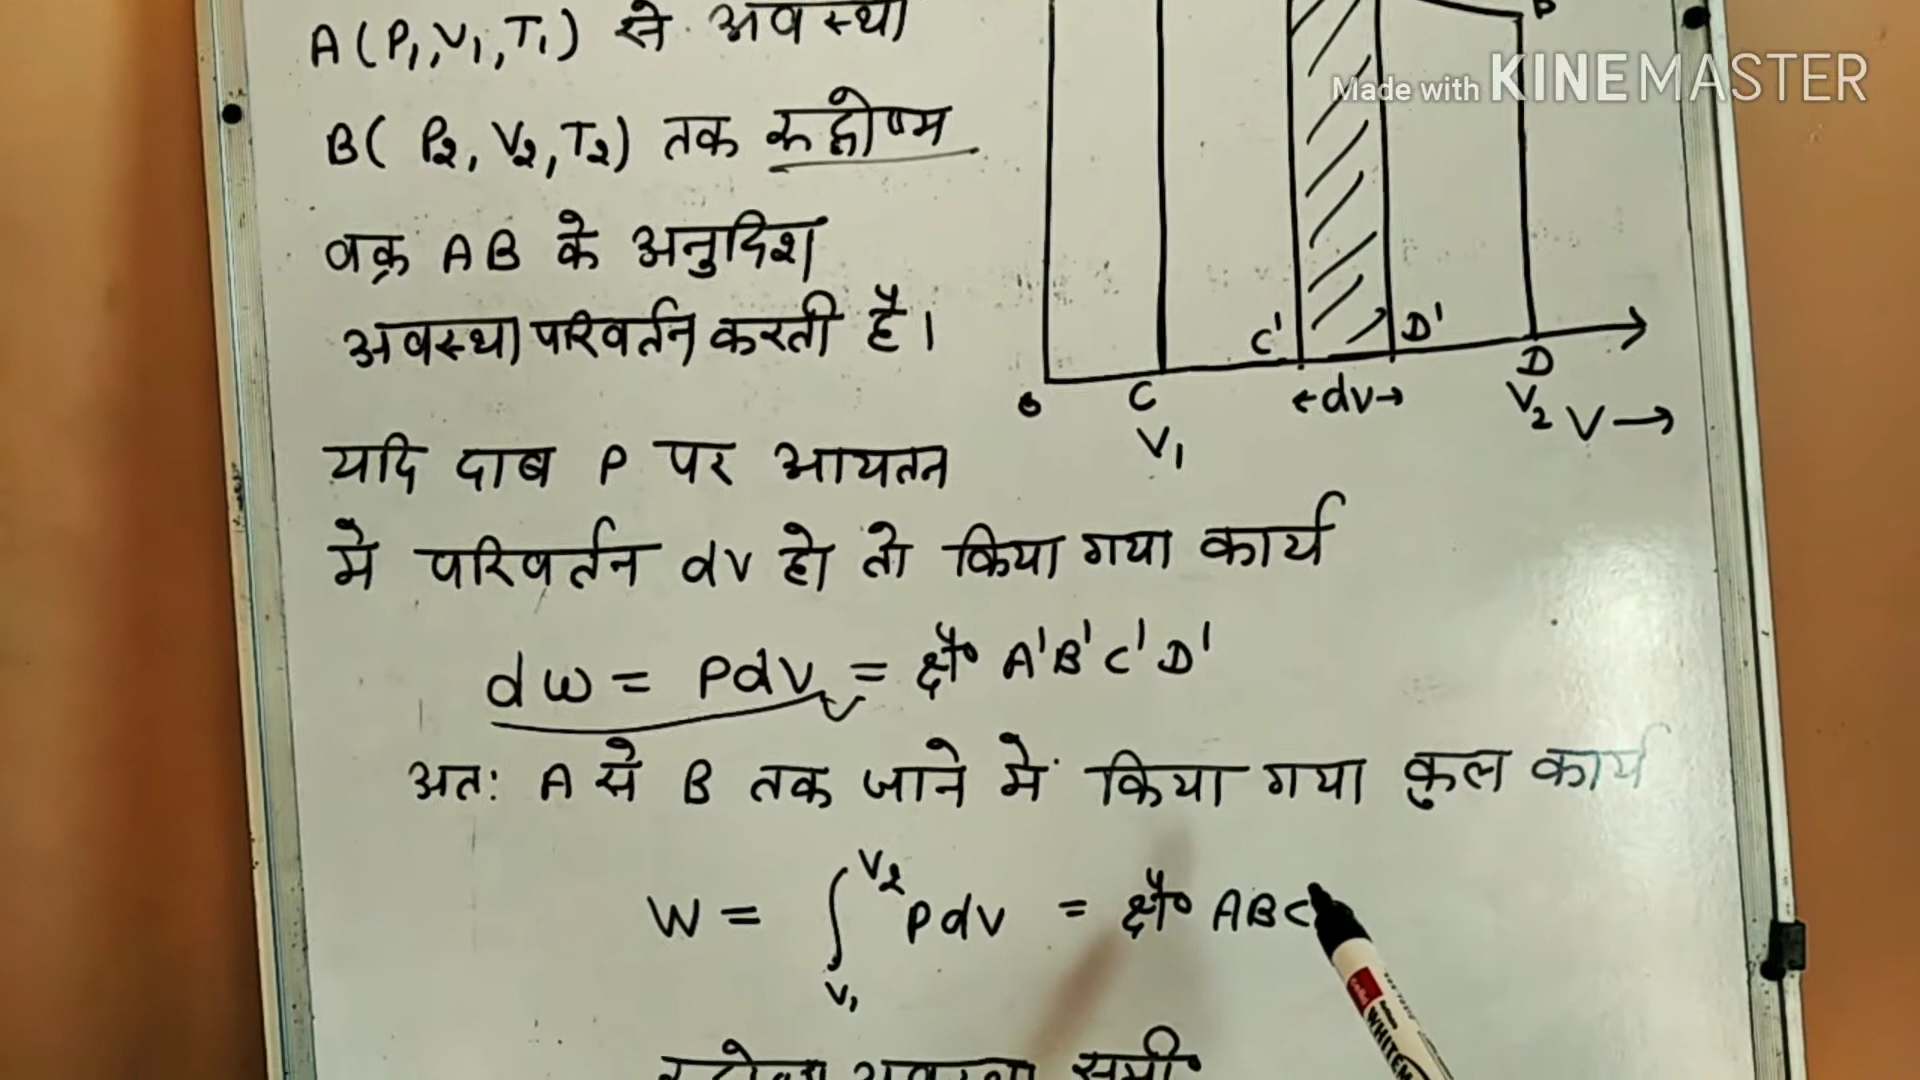 A(P₁,V₁,T₁) से अवस्था
B( P₂, V₂, T₂) तक रूद्धोष्म
वक्र AB के अनुदिश
अवस्था परिवर्तन करती है।
Made with KINEMASTER
C' D'
C D
←dv→
V₁ V₂ V→
यदि दाब P पर आयतन
मे परिवर्तन dv हो तो किया गया कार्य
dw = Pdv = क्षै० A'B'C'D'
अतः A से B तक जाने में किया गया कुल कार्य
W = ∫ᵥ₁^V₂ Pdv = क्षै० ABC
WHITEM